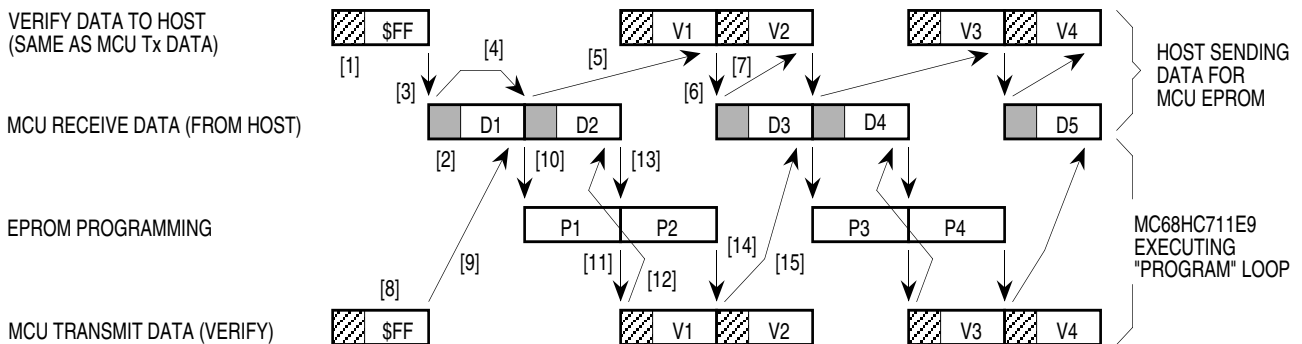 VERIFY DATA TO HOST
(SAME AS MCU Tx DATA)
$FF
V1
V2
V3
V4
[1]
[3]
[4]
[5]
[6]
[7]
HOST SENDING
DATA FOR
MCU EPROM
MCU RECEIVE DATA (FROM HOST)
D1
D2
D3
D4
D5
[2]
[10]
[13]
EPROM PROGRAMMING
P1
P2
P3
P4
[9]
[11]
[12]
[14]
[15]
MC68HC711E9
EXECUTING
"PROGRAM" LOOP
[8]
MCU TRANSMIT DATA (VERIFY)
$FF
V1
V2
V3
V4